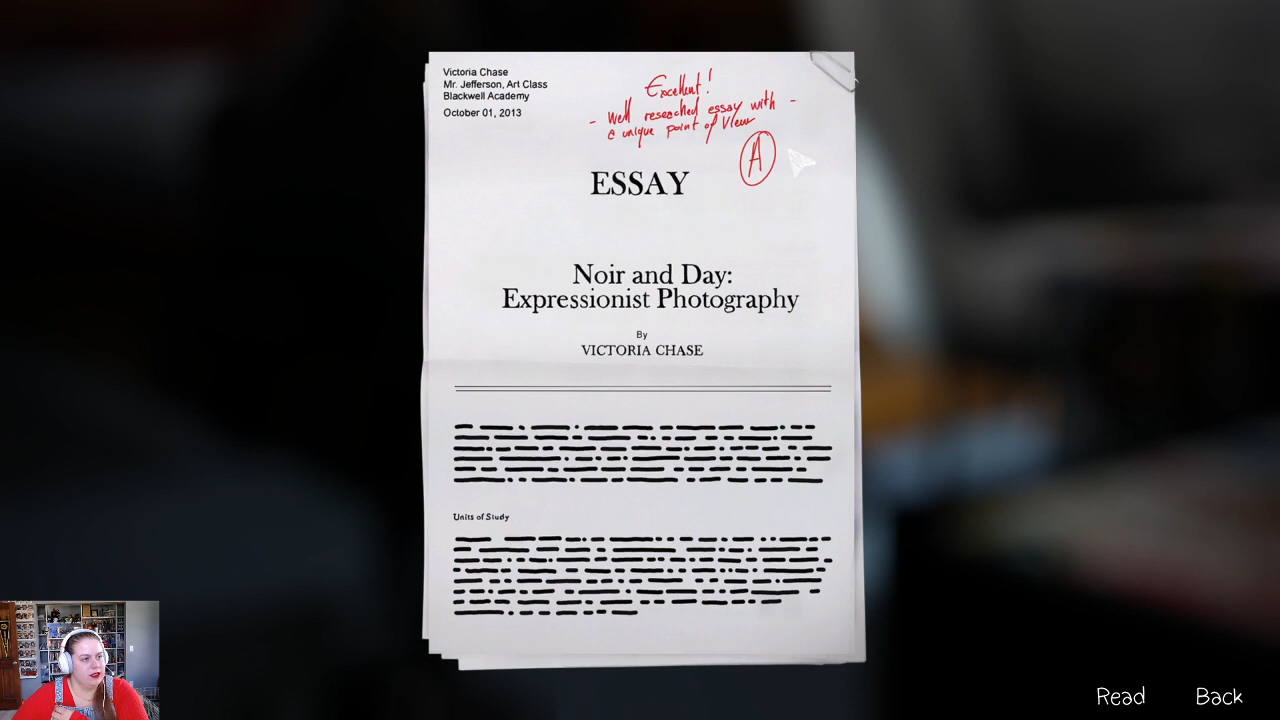 Victoria Chase
Mr. Jefferson, Art Class
Blackwell Academy
October 01, 2013
Excellent!
- Well reseached essay with -
a unique point of View
A
ESSAY
Noir and Day:
Expressionist Photography
By
VICTORIA CHASE
Units of Study
Read Back